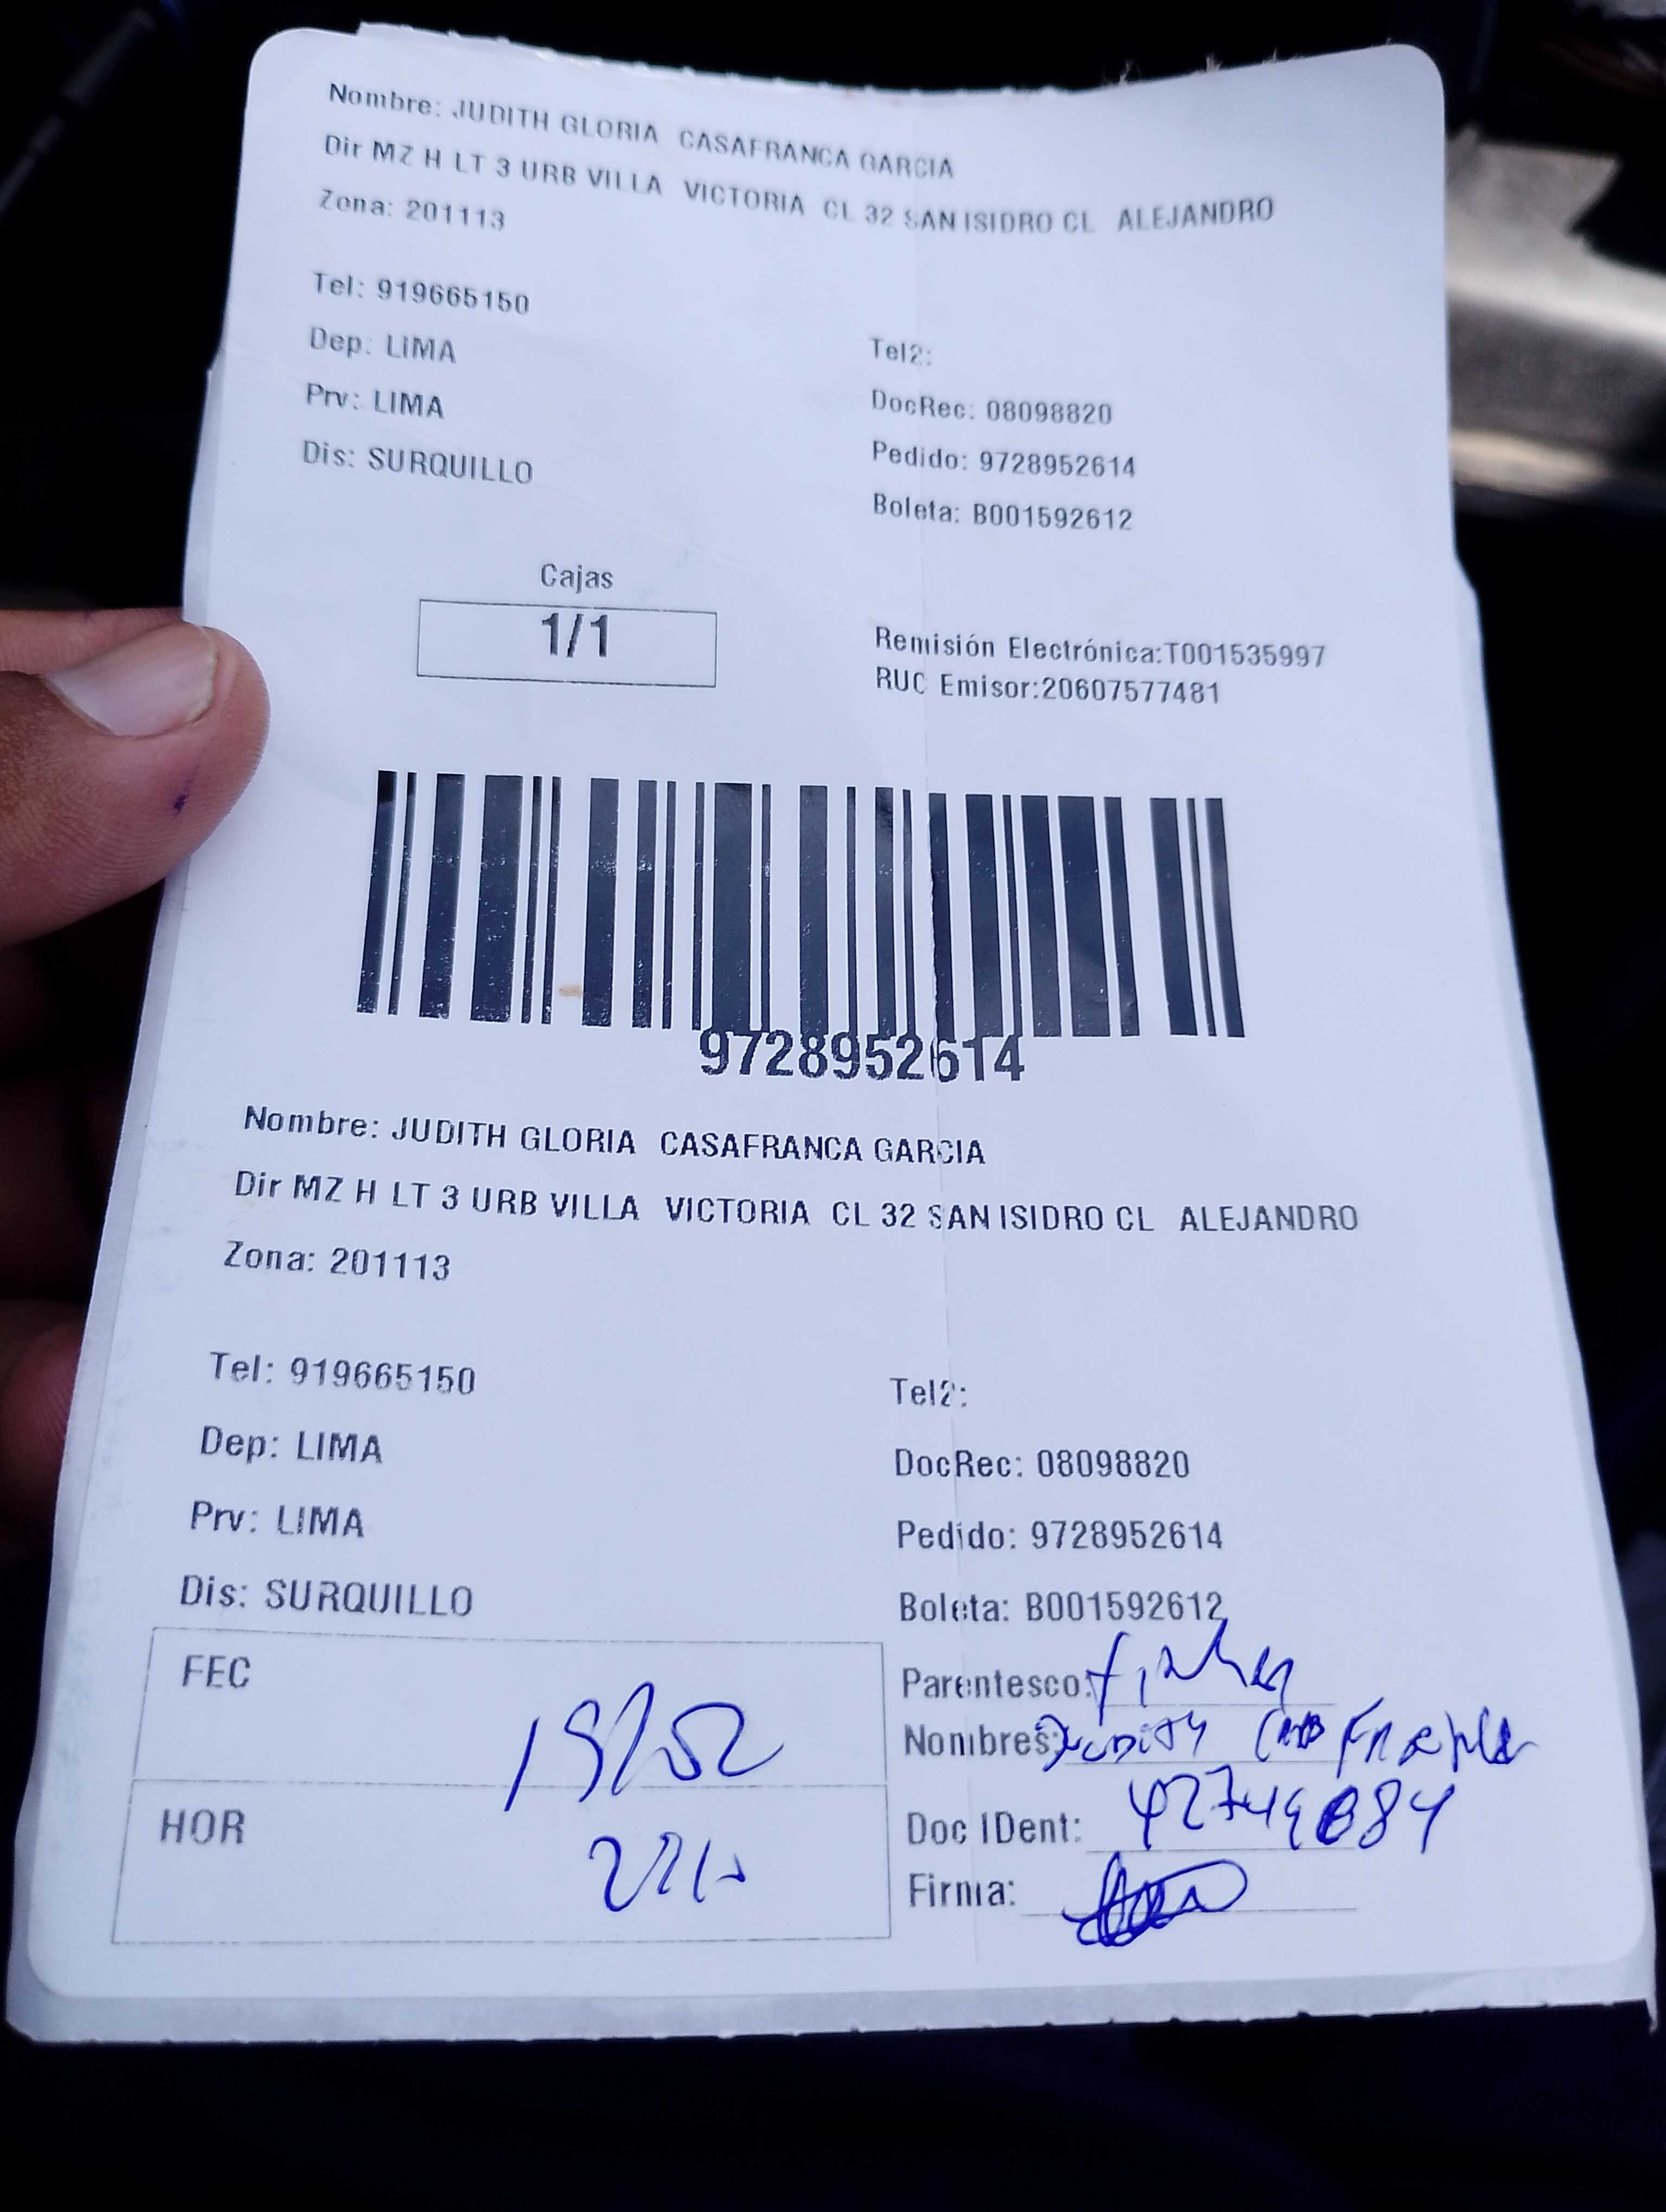 Nombre: JUDITH GLORIA CASAFRANCA GARCIA
Dir MZ H LT 3 URB VILLA VICTORIA CL 32 SAN ISIDRO CL ALEJANDRO
Zona: 201113
Tel: 919665150
Tel2:
Dep: LIMA
DocRec: 08098820
Prv: LIMA
Pedido: 9728952614
Dis: SURQUILLO
Boleta: B001592612
Cajas
1/1
Remisión Electrónica:T001535997
RUC Emisor:20607577481
9728952614
Nombre: JUDITH GLORIA CASAFRANCA GARCIA
Dir MZ H LT 3 URB VILLA VICTORIA CL 32 SAN ISIDRO CL ALEJANDRO
Zona: 201113
Tel: 919665150
Tel2:
Dep: LIMA
DocRec: 08098820
Prv: LIMA
Pedido: 9728952614
Dis: SURQUILLO
Boleta: B001592612
FEC
Parentesco:
Nombres:
HOR
Doc IDent:
Firma: